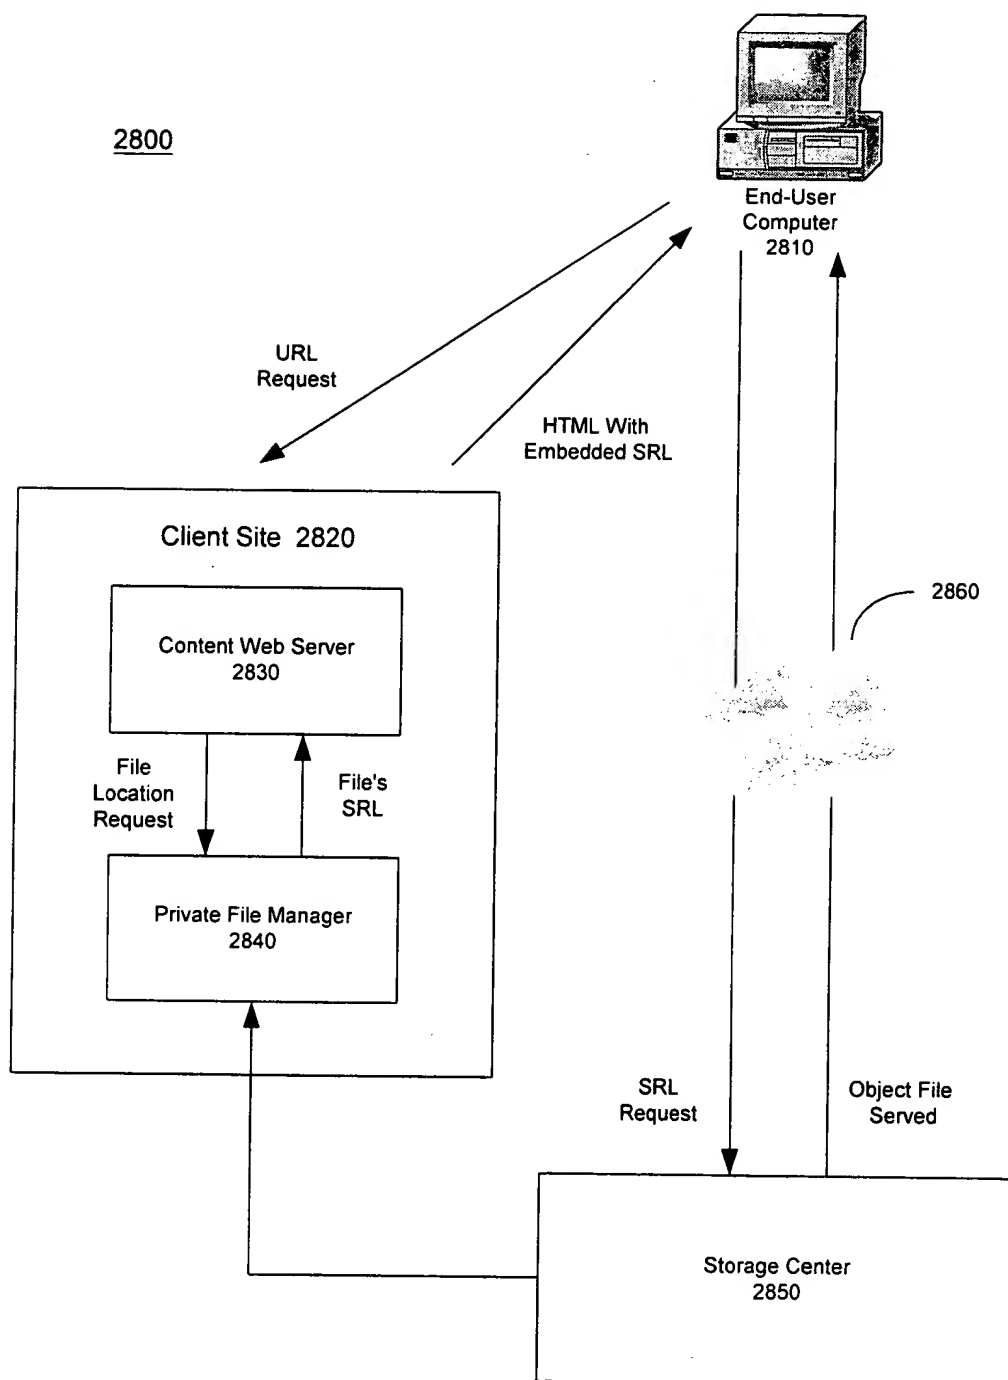 2800
End-User
Computer
2810
URL
Request
HTML With
Embedded SRL
Client Site 2820
2860
Content Web Server
2830
File
Location
Request
File's
SRL
Private File Manager
2840
SRL
Request
Object File
Served
Storage Center
2850